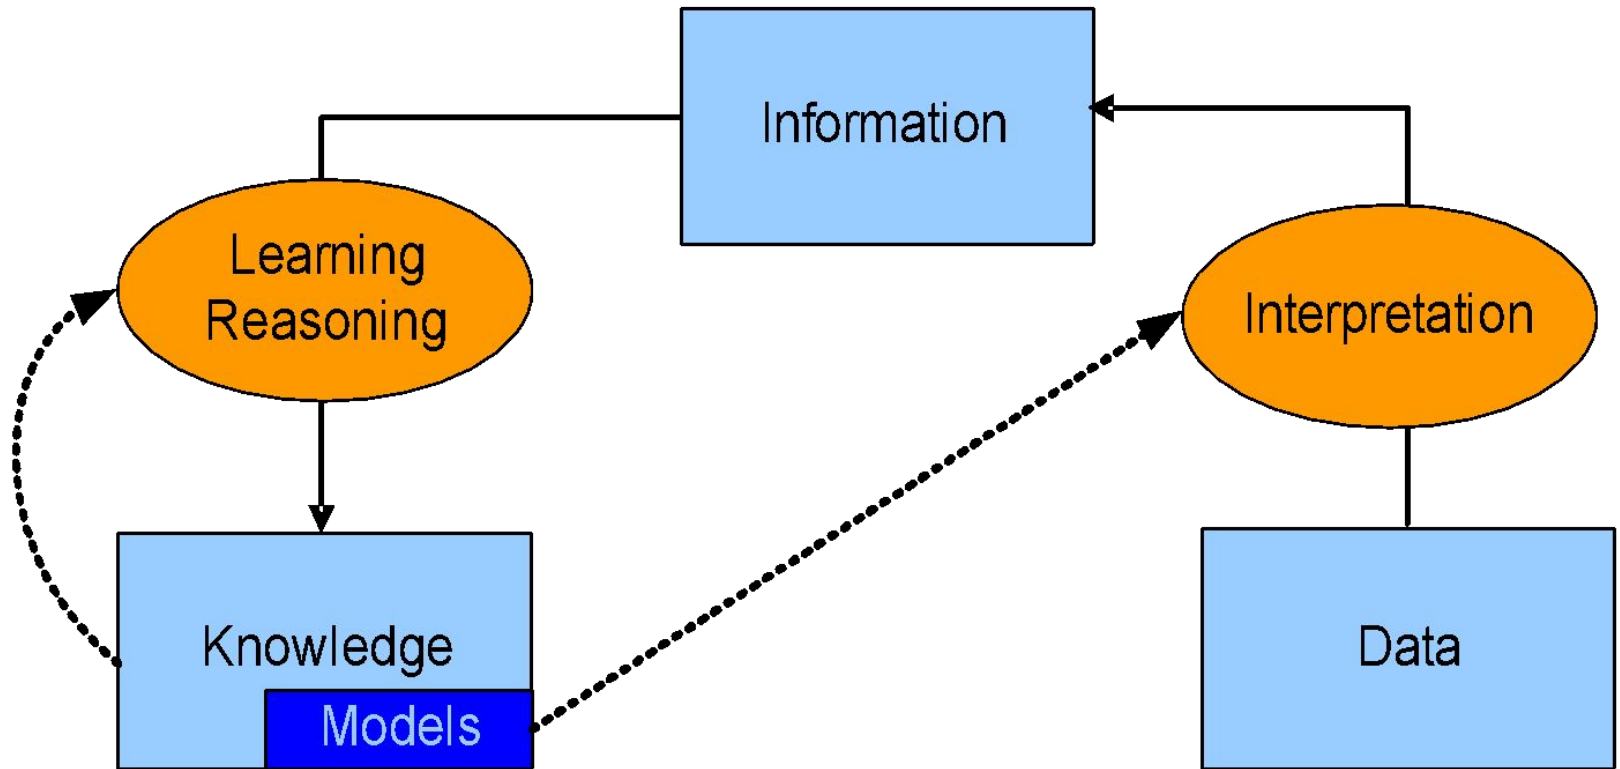 Information
Learning
Reasoning
Interpretation
Knowledge
Models
Data